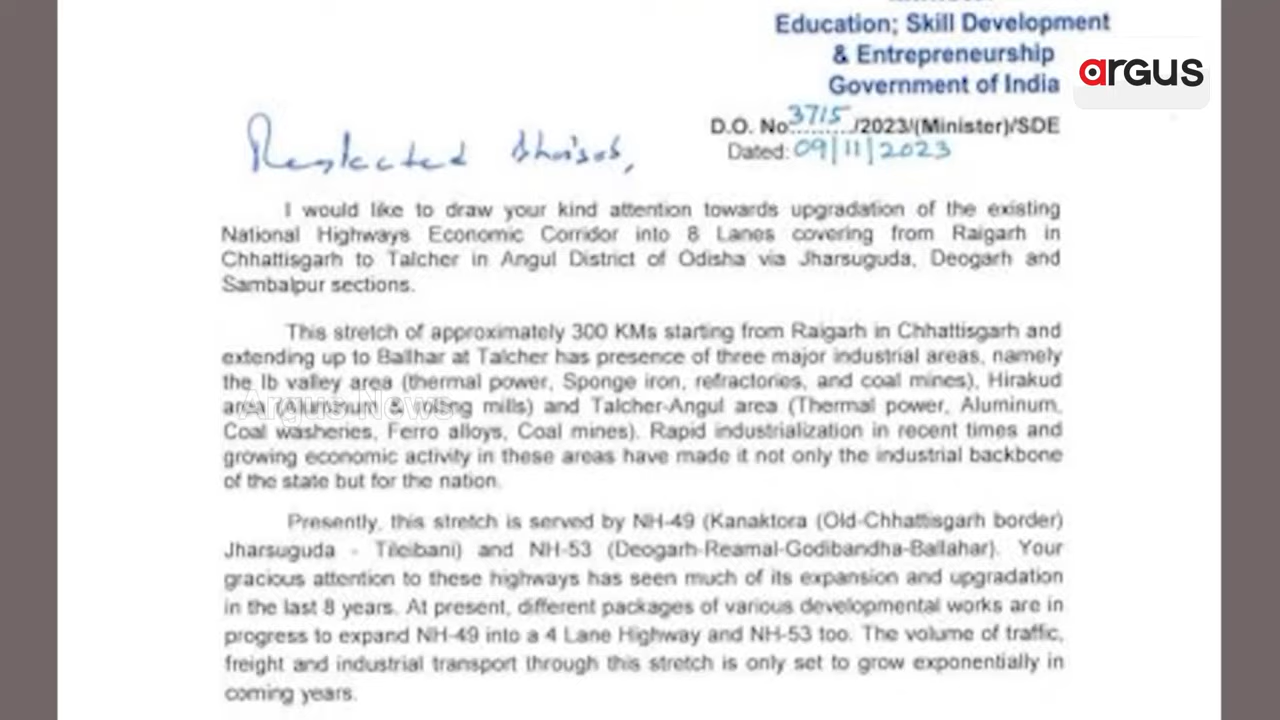 Education; Skill Development
& Entrepreneurship
Government of India
argus
D.O. No.3715/2023/(Minister)/SDE
Dated: 09/11/2023
I would like to draw your kind attention towards upgradation of the existing
National Highways Economic Corridor into 8 Lanes covering from Raigarh in
Chhattisgarh to Talcher in Angul District of Odisha via Jharsuguda, Deogarh and
Sambalpur sections.
This stretch of approximately 300 KMs starting from Raigarh in Chhattisgarh and
extending up to Ballhar at Talcher has presence of three major industrial areas, namely
the Ib valley area (thermal power, Sponge iron, refractories, and coal mines), Hirakud
area (Aluminum & rolling mills) and Talcher-Angul area (Thermal power, Aluminum,
Argus News
Coal washeries, Ferro alloys, Coal mines). Rapid industrialization in recent times and
growing economic activity in these areas have made it not only the industrial backbone
of the state but for the nation.
Presently, this stretch is served by NH-49 (Kanaktora (Old-Chhattisgarh border)
Jharsuguda - Tileibani) and NH-53 (Deogarh-Reamal-Godibandha-Ballahar). Your
gracious attention to these highways has seen much of its expansion and upgradation
in the last 8 years. At present, different packages of various developmental works are in
progress to expand NH-49 into a 4 Lane Highway and NH-53 too. The volume of traffic,
freight and industrial transport through this stretch is only set to grow exponentially in
coming years.